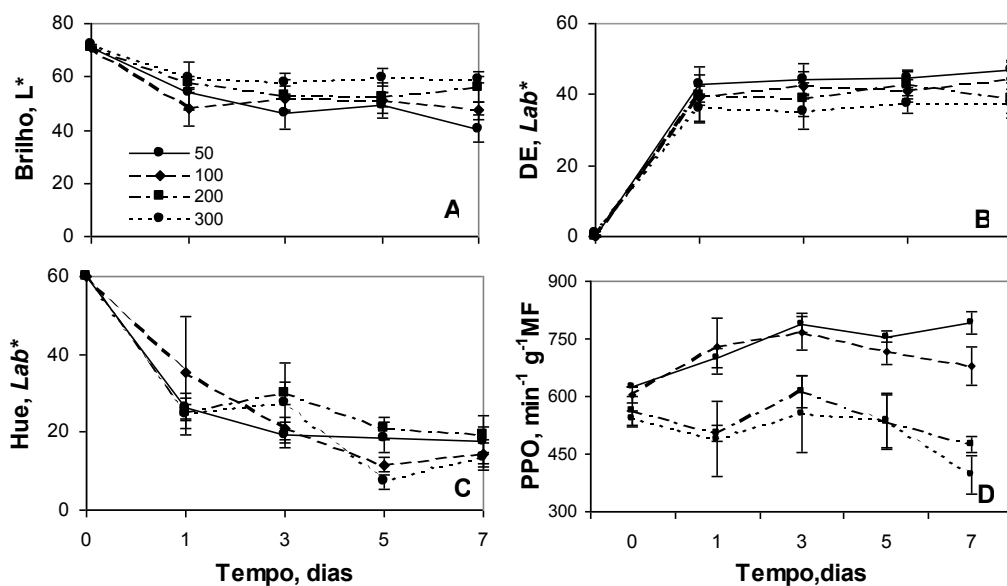 Brilho, L*
80
60
40
20
0
50
100
200
300
A
DE, Lab*
60
40
20
0
B
Hue, Lab*
60
40
20
0
C
0 1 3 5 7
Tempo, dias
PPO, min⁻¹ g⁻¹MF
900
750
600
450
300
D
0 1 3 5 7
Tempo,dias